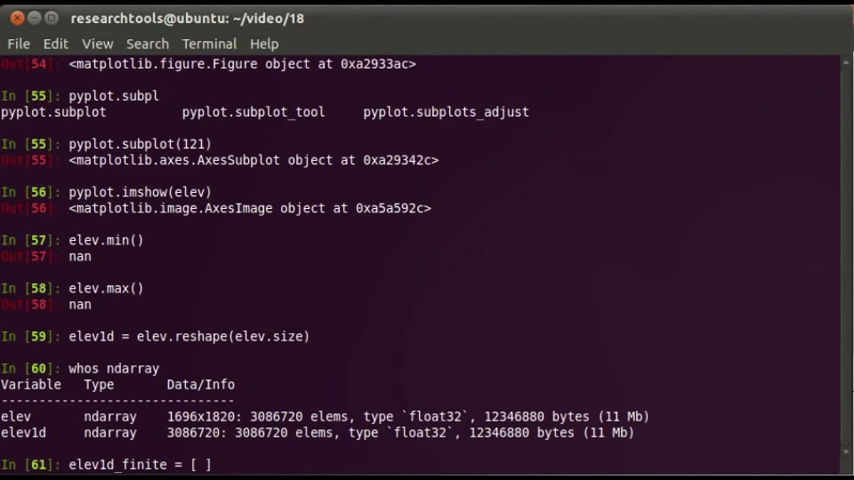 researchtools@ubuntu: ~/video/18
File Edit View Search Terminal Help
Out[54]: <matplotlib.figure.Figure object at 0xa2933ac>
In [55]: pyplot.subpl
pyplot.subplot pyplot.subplot_tool pyplot.subplots_adjust
In [55]: pyplot.subplot(121)
Out[55]: <matplotlib.axes.AxesSubplot object at 0xa29342c>
In [56]: pyplot.imshow(elev)
Out[56]: <matplotlib.image.AxesImage object at 0xa5a592c>
In [57]: elev.min()
Out[57]: nan
In [58]: elev.max()
Out[58]: nan
In [59]: elev1d = elev.reshape(elev.size)
In [60]: whos ndarray
Variable Type Data/Info
-------------------------------
elev ndarray 1696x1820: 3086720 elems, type `float32`, 12346880 bytes (11 Mb)
elev1d ndarray 3086720: 3086720 elems, type `float32`, 12346880 bytes (11 Mb)
In [61]: elev1d_finite = [ ]